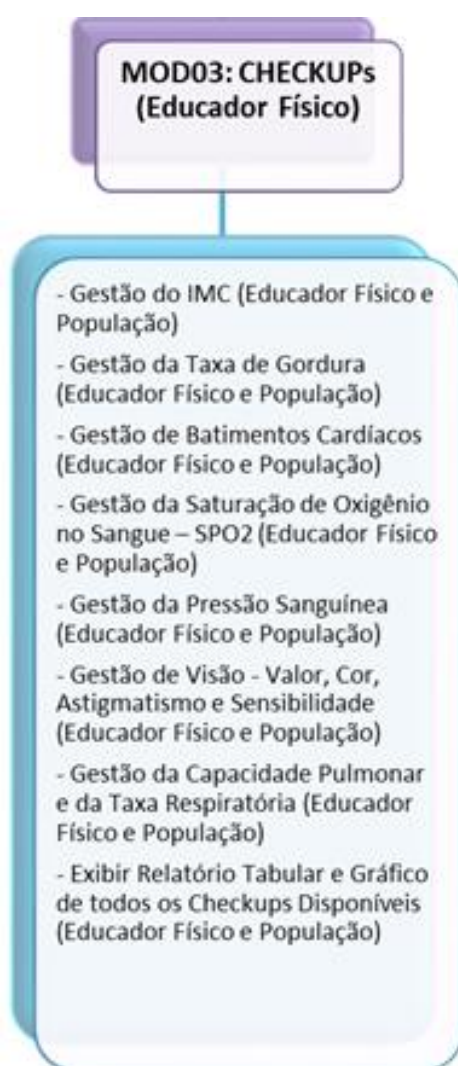 MOD03: CHECKUPs
(Educador Físico)
- Gestão do IMC (Educador Físico e
População)
- Gestão da Taxa de Gordura
(Educador Físico e População)
- Gestão de Batimentos Cardíacos
(Educador Físico e População)
- Gestão da Saturação de Oxigênio
no Sangue – SPO2 (Educador Físico
e População)
- Gestão da Pressão Sanguínea
(Educador Físico e População)
- Gestão de Visão - Valor, Cor,
Astigmatismo e Sensibilidade
(Educador Físico e População)
- Gestão da Capacidade Pulmonar
e da Taxa Respiratória (Educador
Físico e População)
- Exibir Relatório Tabular e Gráfico
de todos os Checkups Disponíveis
(Educador Físico e População)